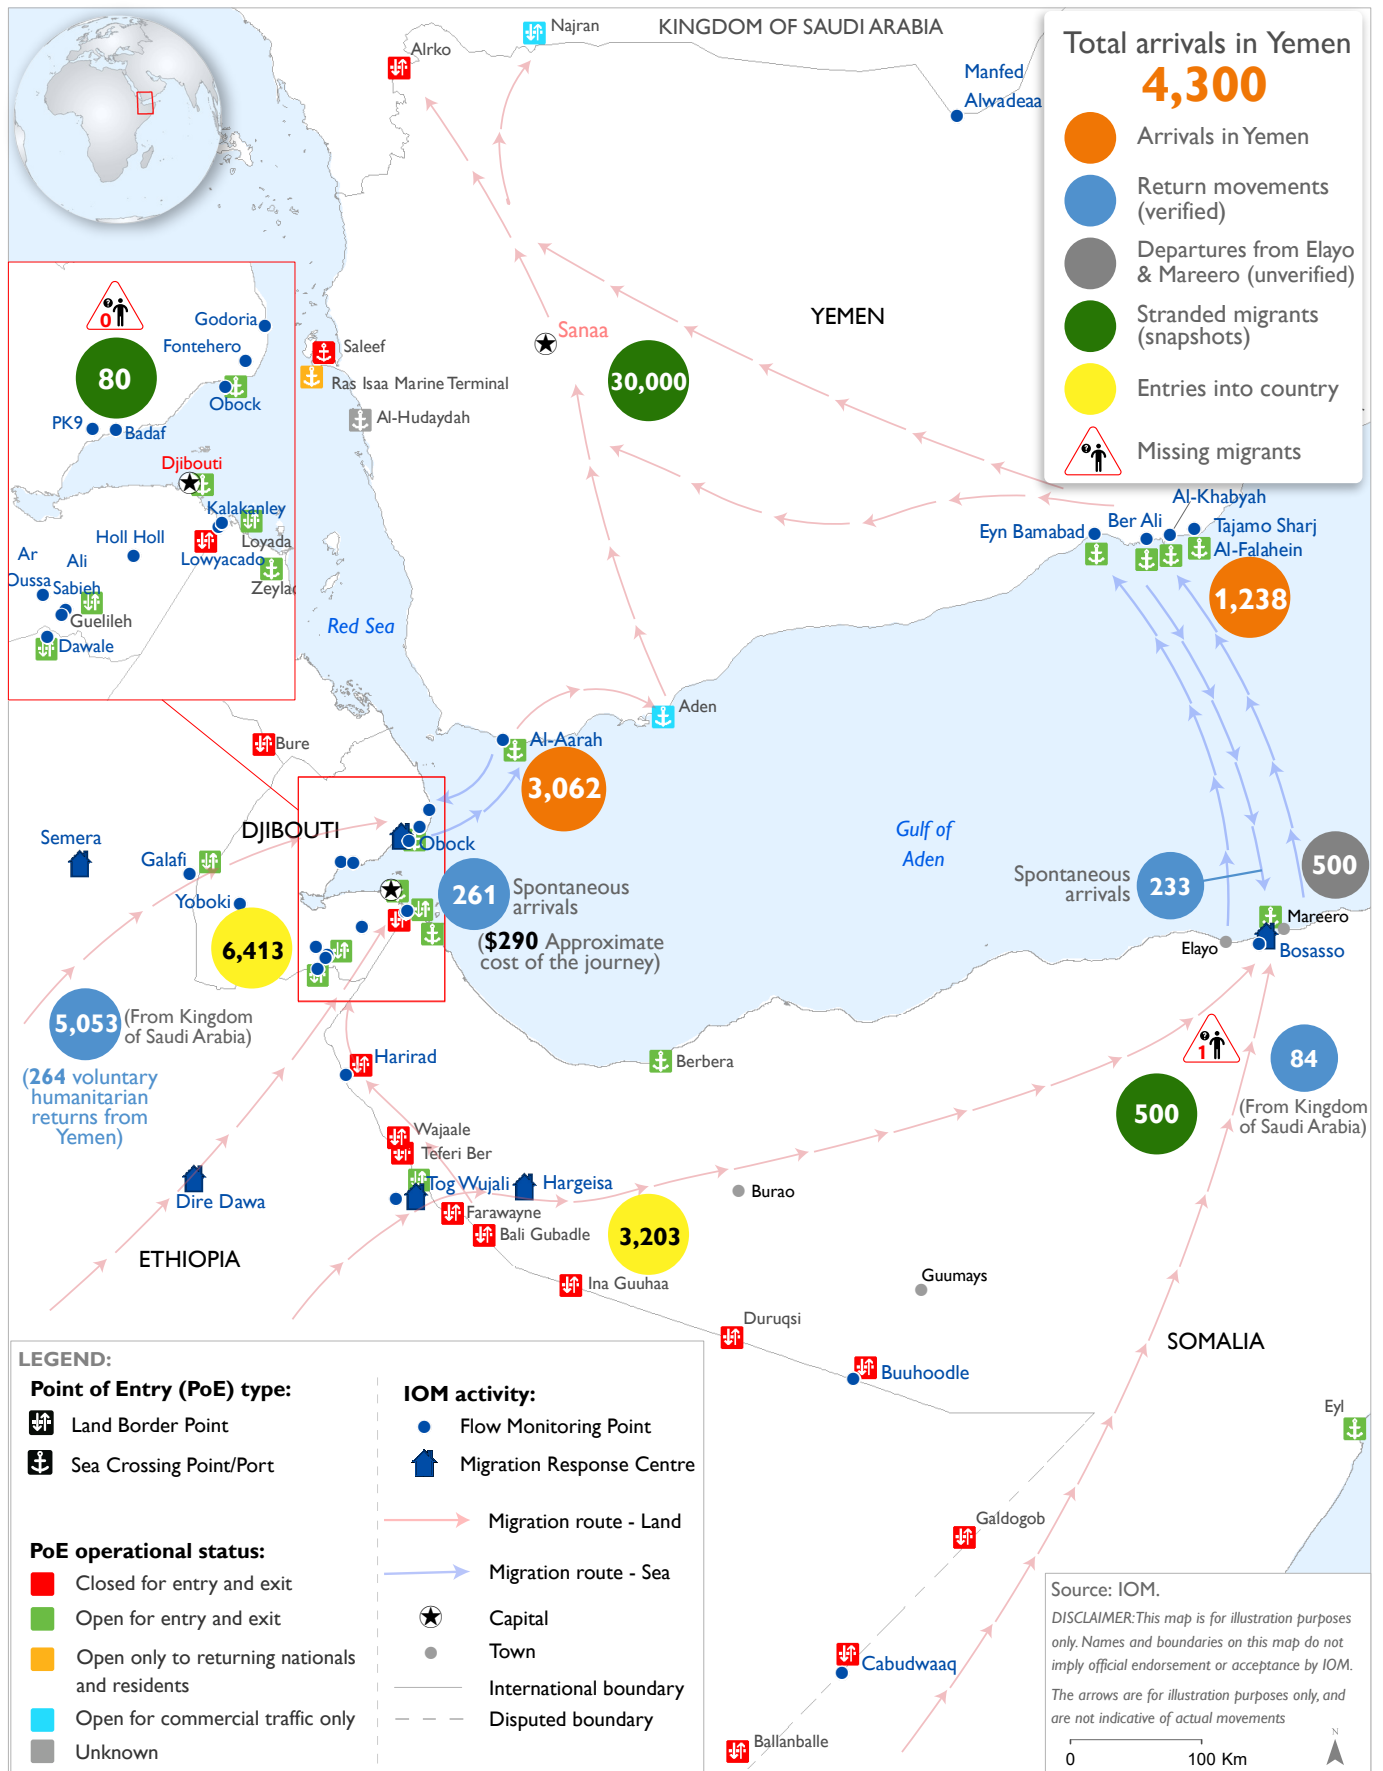 KINGDOM OF SAUDI ARABIA
Najran
Alrko
Manfed
Alwadeaa
Total arrivals in Yemen
4,300
Arrivals in Yemen
Return movements
(verified)
Departures from Elayo
& Mareero (unverified)
Stranded migrants
(snapshots)
Entries into country
Missing migrants
0
80
Godoria
Fontehero
Obock
PK9
Badaf
Djibouti
Kalakanley
Holl Holl
Loyada
Lowyacado
Ar
Oussa
Ali
Sabieh
Zeylac
Guelileh
Dawale
Saleef
Ras Isaa Marine Terminal
Al-Hudaydah
Sanaa
YEMEN
30,000
Red Sea
Al-Khabyah
Eyn Bamabad
Ber Ali
Tajamo Sharj
Al-Falahein
1,238
Aden
Bure
Al-Aarah
3,062
DJIBOUTI
Semera
Galafi
Obock
Yoboki
6,413
261
Spontaneous
arrivals
($290 Approximate
cost of the journey)
Gulf of
Aden
Spontaneous
arrivals
233
500
Mareero
Elayo
Bosasso
5,053
(From Kingdom
of Saudi Arabia)
(264 voluntary
humanitarian
returns from
Yemen)
Harirad
Berbera
1
84
(From Kingdom
of Saudi Arabia)
500
Wajaale
Teferi Ber
Tog Wujali
Hargeisa
Dire Dawa
Burao
Farawayne
Bali Gubadle
3,203
ETHIOPIA
Ina Guuhaa
Guumays
Duruqsi
SOMALIA
Buuhoodle
Eyl
Galdogob
Cabudwaaq
Ballanballe
LEGEND:
Point of Entry (PoE) type:
Land Border Point
Sea Crossing Point/Port
PoE operational status:
Closed for entry and exit
Open for entry and exit
Open only to returning nationals
and residents
Open for commercial traffic only
Unknown
IOM activity:
Flow Monitoring Point
Migration Response Centre
Migration route - Land
Migration route - Sea
Capital
Town
International boundary
Disputed boundary
Source: IOM.
DISCLAIMER: This map is for illustration purposes
only. Names and boundaries on this map do not
imply official endorsement or acceptance by IOM.
The arrows are for illustration purposes only, and
are not indicative of actual movements
N
0 100 Km